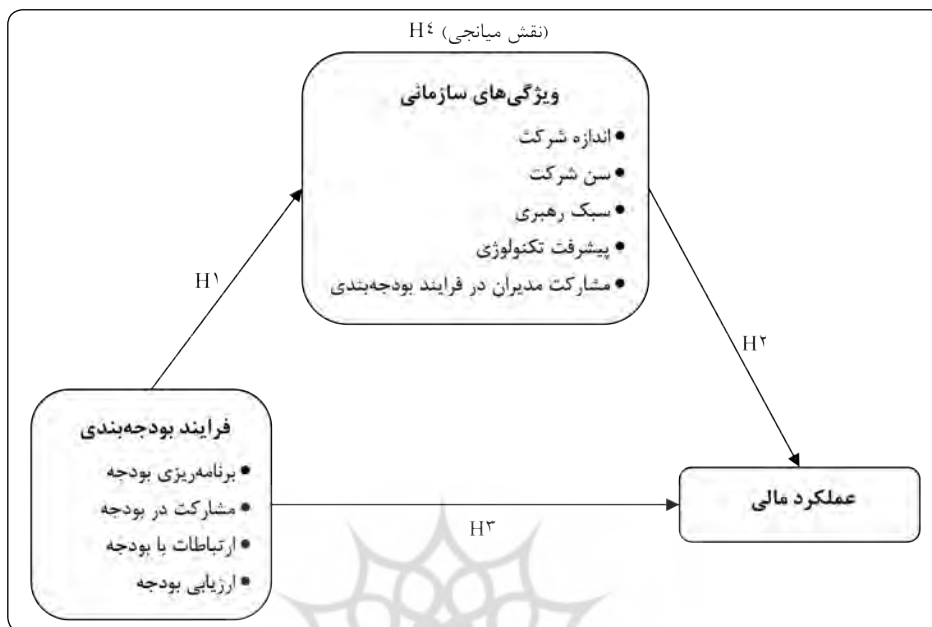 H٤ (نقش میانجی)
ویژگی‌های سازمانی
• اندازه شرکت
• سن شرکت
• سبک رهبری
• پیشرفت تکنولوژی
• مشارکت مدیران در فرایند بودجه‌بندی
H١
H٢
فرایند بودجه‌بندی
• برنامه‌ریزی بودجه
• مشارکت در بودجه
• ارتباطات با بودجه
• ارزیابی بودجه
عملکرد مالی
H٣